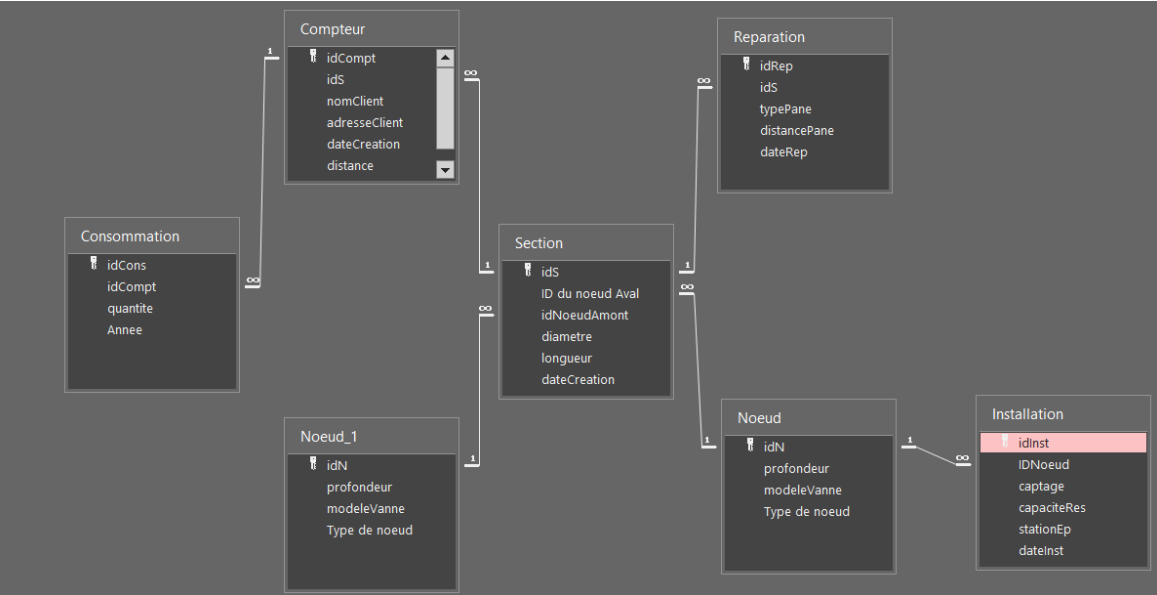 Compteur
idCompt
idS
nomClient
adresseClient
dateCreation
distance
1
∞
Reparation
idRep
idS
typePane
distancePane
dateRep
∞
Consommation
idCons
idCompt
quantite
Annee
∞
Section
idS
ID du noeud Aval
idNoeudAmont
diametre
longueur
dateCreation
1
1
∞
∞
Noeud_1
idN
profondeur
modeleVanne
Type de noeud
1
Noeud
idN
profondeur
modeleVanne
Type de noeud
1
1
Installation
idInst
IDNoeud
captage
capaciteRes
stationEp
dateInst
∞